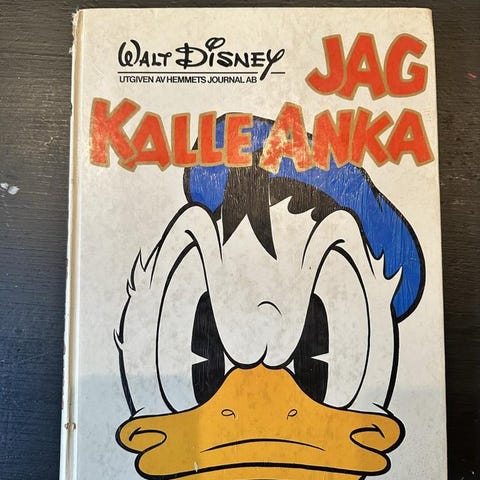 WALT DISNEY
UTGIVEN AV HEMMETS JOURNAL AB
JAG
KALLE ANKA